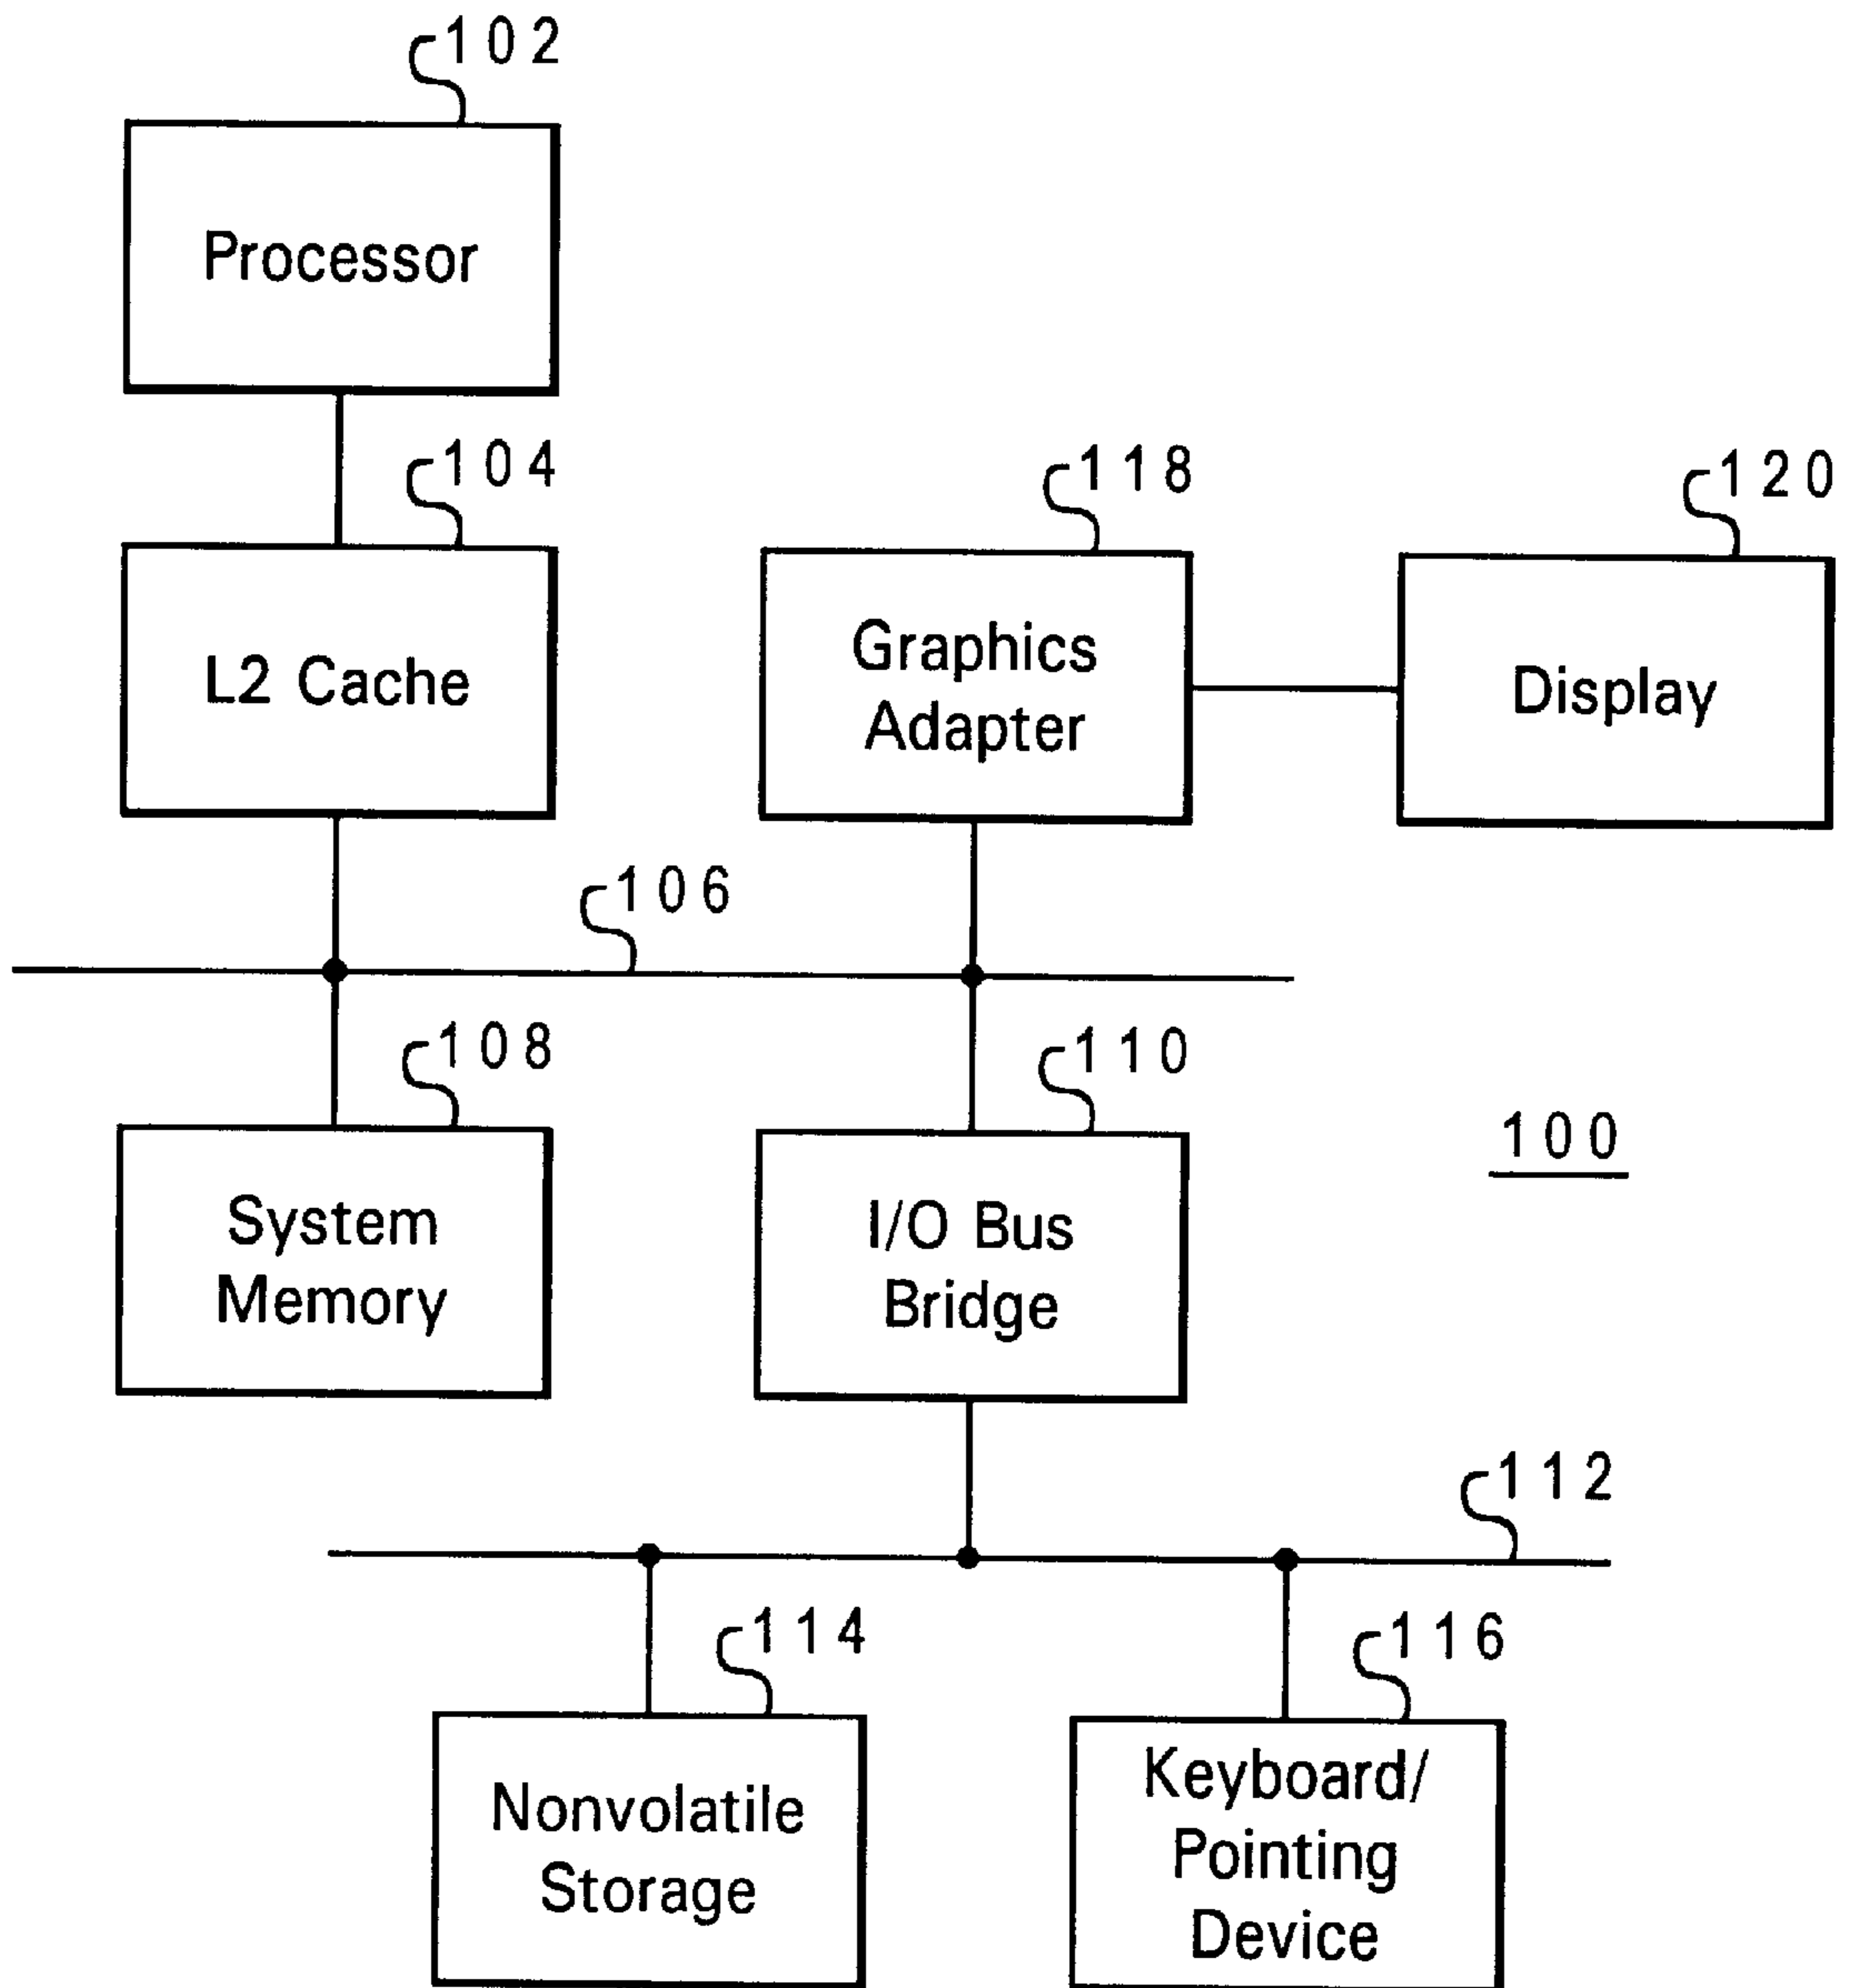 102
Processor
104
L2 Cache
118
Graphics
Adapter
120
Display
106
108
System
Memory
110
I/O Bus
Bridge
100
112
114
Nonvolatile
Storage
116
Keyboard/
Pointing
Device